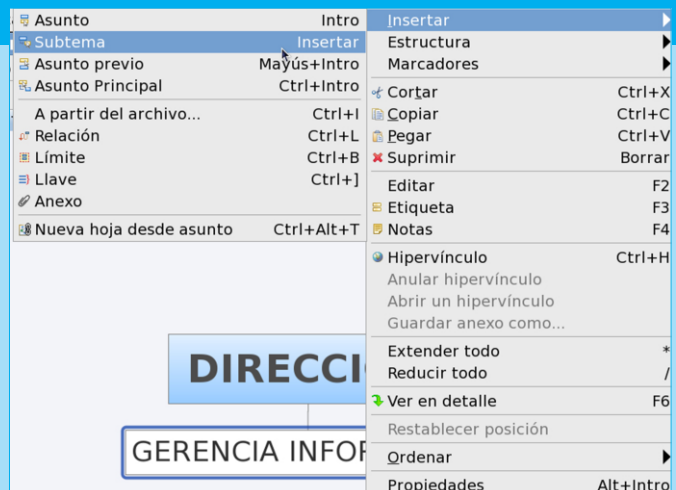 Asunto Intro
Subtema Insertar
Asunto previo Mayús+Intro
Asunto Principal Ctrl+Intro
A partir del archivo... Ctrl+I
Relación Ctrl+L
Límite Ctrl+B
Llave Ctrl+]
Anexo
Nueva hoja desde asunto Ctrl+Alt+T
Insertar
Estructura
Marcadores
Cortar Ctrl+X
Copiar Ctrl+C
Pegar Ctrl+V
Suprimir Borrar
Editar F2
Etiqueta F3
Notas F4
Hipervínculo Ctrl+H
Anular hipervínculo
Abrir un hipervínculo
Guardar anexo como...
Extender todo *
Reducir todo /
Ver en detalle F6
Restablecer posición
Ordenar
Propiedades Alt+Intro
DIRECCI
GERENCIA INFOR